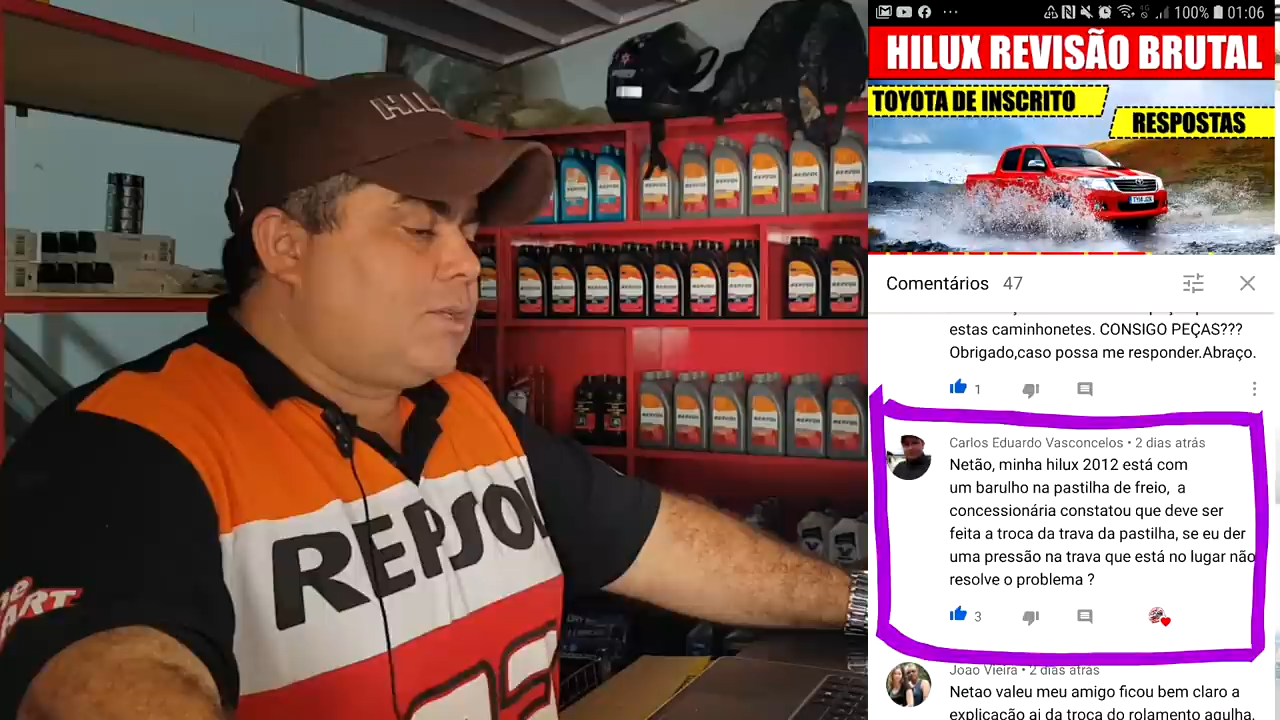 100% 01:06
HILUX REVISÃO BRUTAL
TOYOTA DE INSCRITO
RESPOSTAS
Comentários 47
estas caminhonetes. CONSIGO PEÇAS???
Obrigado,caso possa me responder.Abraço.
1
Carlos Eduardo Vasconcelos • 2 dias atrás
Netão, minha hilux 2012 está com
um barulho na pastilha de freio, a
concessionária constatou que deve ser
feita a troca da trava da pastilha, se eu der
uma pressão na trava que está no lugar não
resolve o problema ?
3
Joao Vieira • 2 dias atrás
Netao valeu meu amigo ficou bem claro a
explicação ai da troca do rolamento agulha.
REPSOL
REPSOL